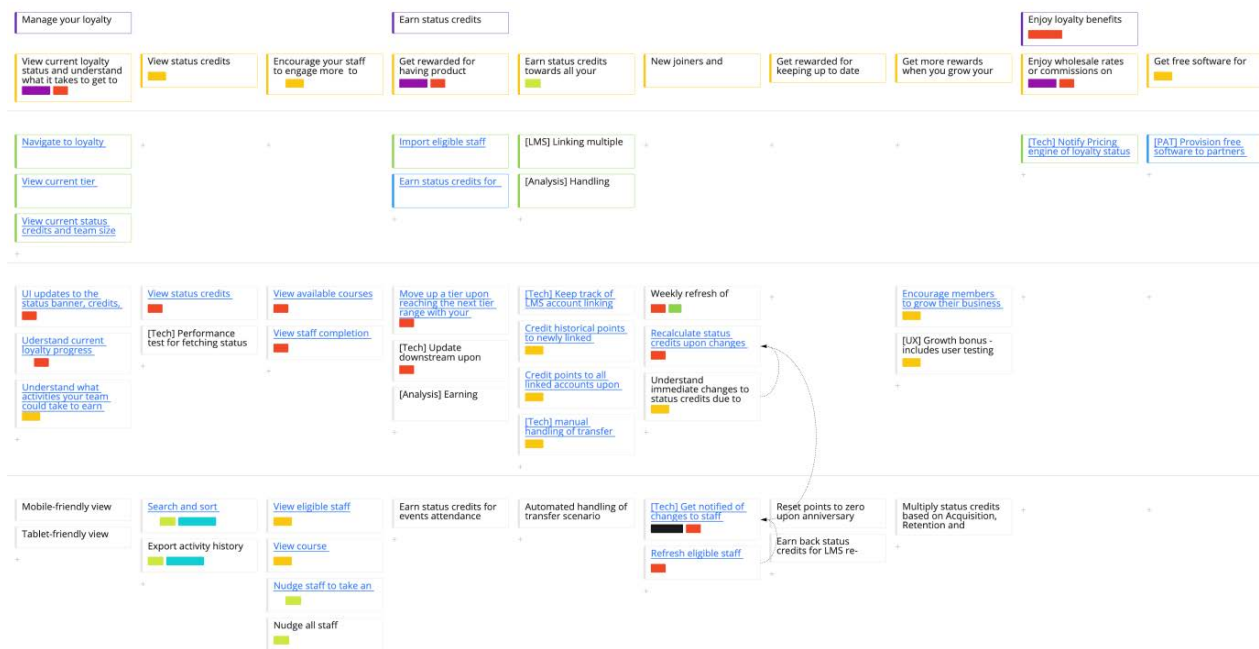 Manage your loyalty
Earn status credits
Enjoy loyalty benefits
View current loyalty
status and understand
what it takes to get to
View status credits
Encourage your staff
to engage more to
Get rewarded for
having product
Earn status credits
towards all your
New joiners and
Get rewarded for
keeping up to date
Get more rewards
when you grow your
Enjoy wholesale rates
or commissions on
Get free software for
Navigate to loyalty
View current tier
View current status
credits and team size
Import eligible staff
Earn status credits for
[LMS] Linking multiple
[Analysis] Handling
[Tech] Notify Pricing
engine of loyalty status
[PAT] Provision free
software to partners
UI updates to the
status banner, credits,
Uderstand current
loyalty progress
Understand what
activities your team
could take to earn
View status credits
[Tech] Performance
test for fetching status
View available courses
View staff completion
Move up a tier upon
reaching the next tier
range with your
[Tech] Update
downstream upon
[Analysis] Earning
[Tech] Keep track of
LMS account linking
Credit historical points
to newly linked
Credit points to all
linked accounts upon
[Tech] manual
handling of transfer
Weekly refresh of
Recalculate status
credits upon changes
Understand
immediate changes to
status credits due to
Encourage members
to grow their business
[UX] Growth bonus -
includes user testing
Mobile-friendly view
Tablet-friendly view
Search and sort
Export activity history
View eligible staff
View course
Nudge staff to take an
Nudge all staff
Earn status credits for
events attendance
Automated handling of
transfer scenario
[Tech] Get notified of
changes to staff
Refresh eligible staff
Reset points to zero
upon anniversary
Earn back status
credits for LMS re-
Multiply status credits
based on Acquisition,
Retention and